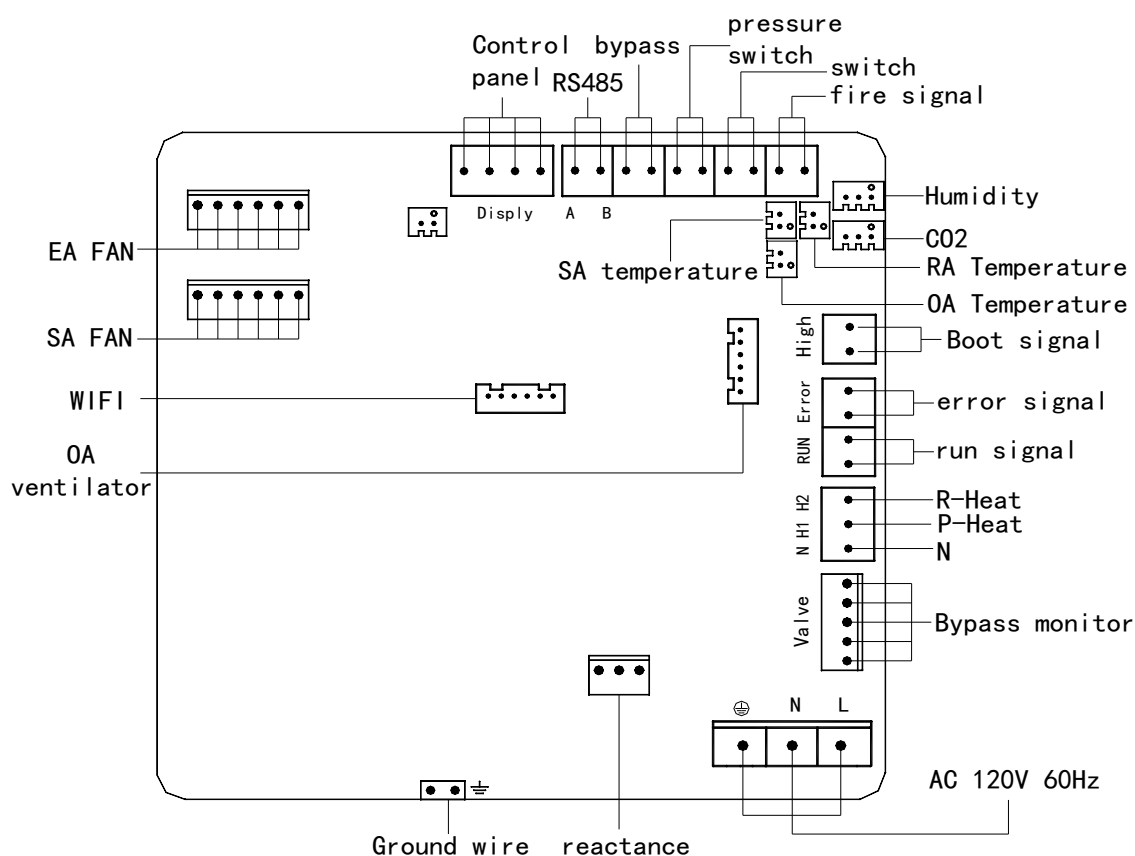 pressure
switch
Control
panel
bypass
RS485
switch
fire signal
Disply
A
B
Humidity
CO2
RA Temperature
SA temperature
OA Temperature
EA FAN
SA FAN
WIFI
OA
ventilator
High
Boot signal
Error
error signal
RUN
run signal
N H1 H2
R-Heat
P-Heat
N
Valve
Bypass monitor
N
L
AC 120V 60Hz
Ground wire
reactance